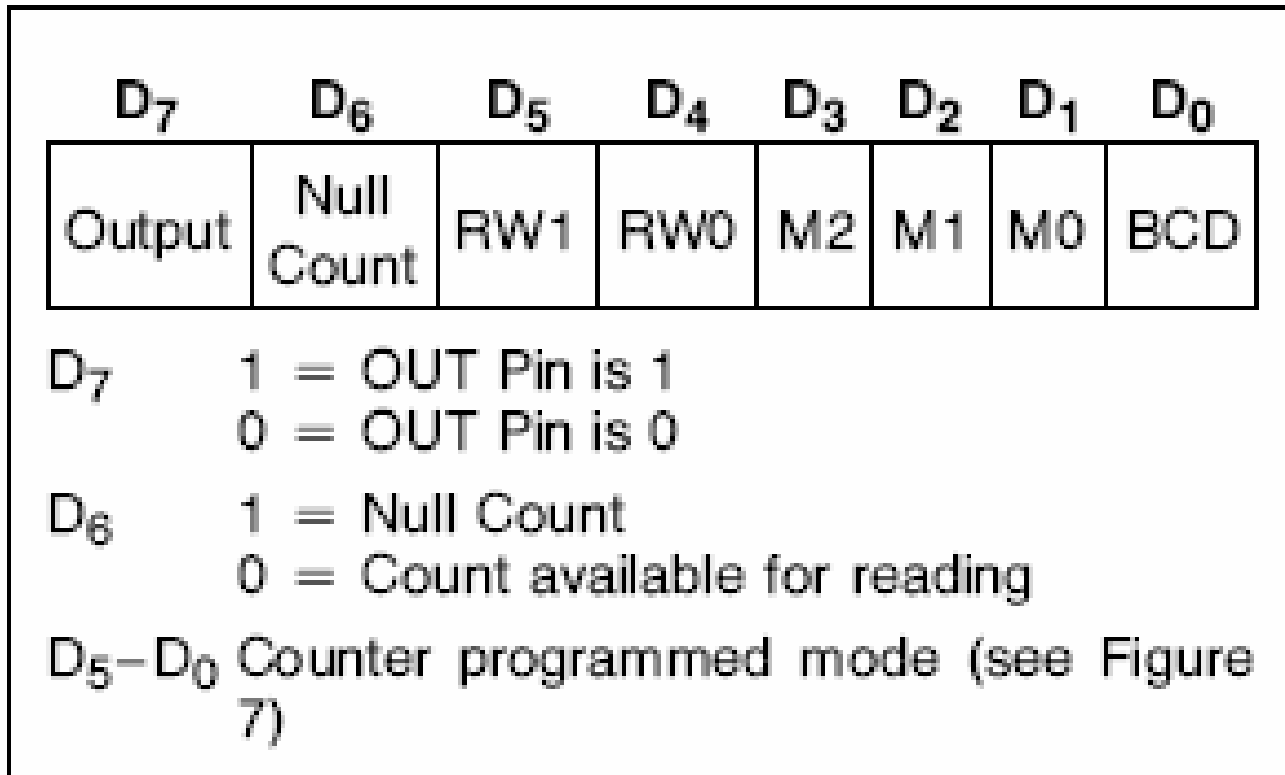 D₇ D₆ D₅ D₄ D₃ D₂ D₁ D₀
Output Null Count RW1 RW0 M2 M1 M0 BCD
D₇ 1 = OUT Pin is 1
0 = OUT Pin is 0
D₆ 1 = Null Count
0 = Count available for reading
D₅–D₀ Counter programmed mode (see Figure
7)